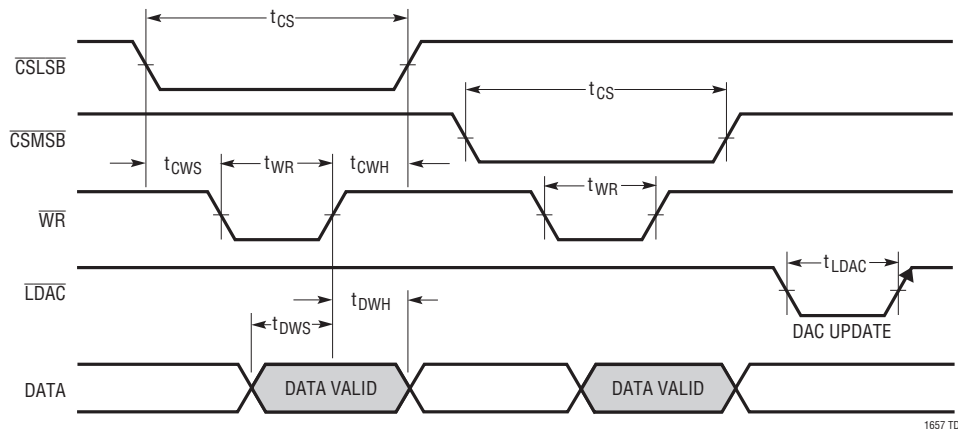 tCS
CSLSB
tCS
CSMSB
tCWS tWR tCWH
tWR
WR
tLDAC
LDAC
tDWH
tDWS
DAC UPDATE
DATA
DATA VALID
DATA VALID
1657 TD